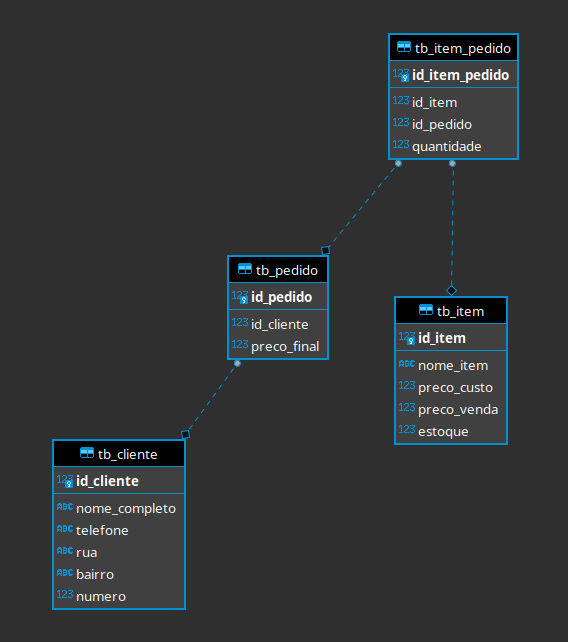 tb_item_pedido
123 id_item_pedido
123 id_item
123 id_pedido
123 quantidade
tb_pedido
123 id_pedido
123 id_cliente
123 preco_final
tb_item
123 id_item
ABC nome_item
123 preco_custo
123 preco_venda
123 estoque
tb_cliente
123 id_cliente
ABC nome_completo
ABC telefone
ABC rua
ABC bairro
123 numero